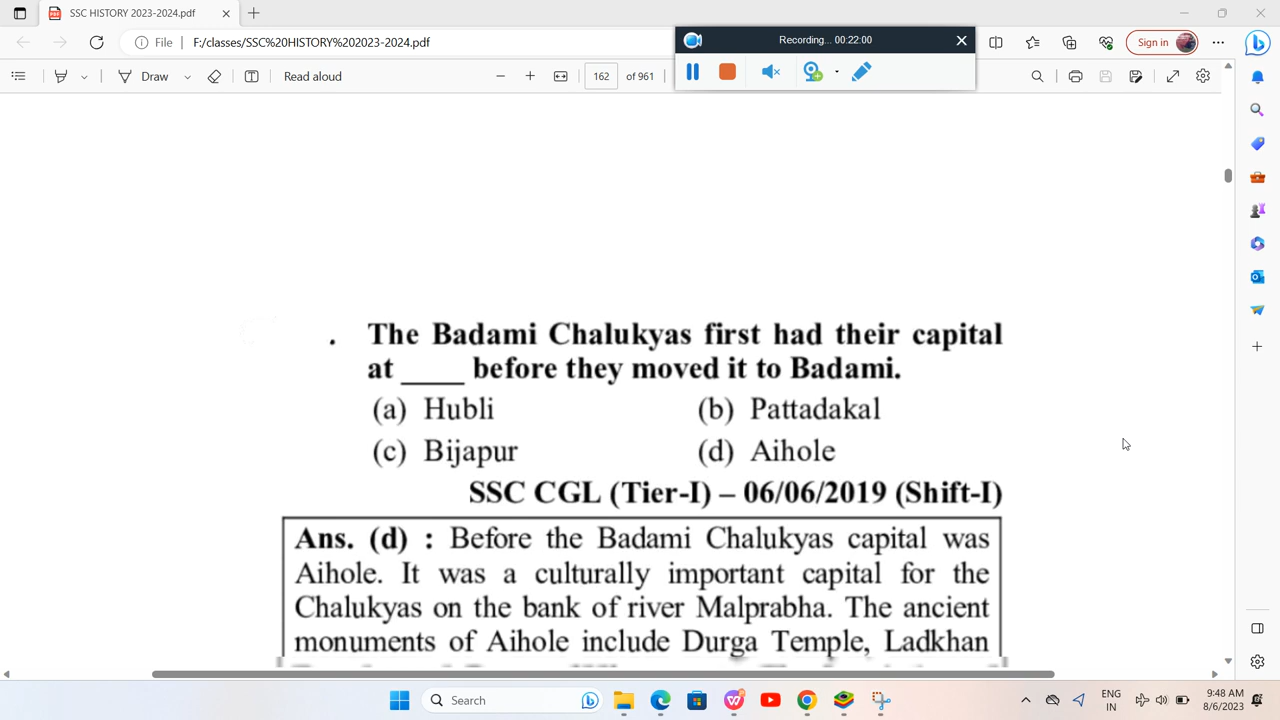 SSC HISTORY 2023-2024.pdf
File F:/classes/SSC%20HISTORY%202023-2024.pdf
Recording... 00:22:00
Sign in
Draw Read aloud 162 of 961
. The Badami Chalukyas first had their capital
at ____ before they moved it to Badami.
(a) Hubli (b) Pattadakal
(c) Bijapur (d) Aihole
SSC CGL (Tier-I) – 06/06/2019 (Shift-I)
Ans. (d) : Before the Badami Chalukyas capital was
Aihole. It was a culturally important capital for the
Chalukyas on the bank of river Malprabha. The ancient
monuments of Aihole include Durga Temple, Ladkhan
Search
ENG
IN
9:48 AM
8/6/2023